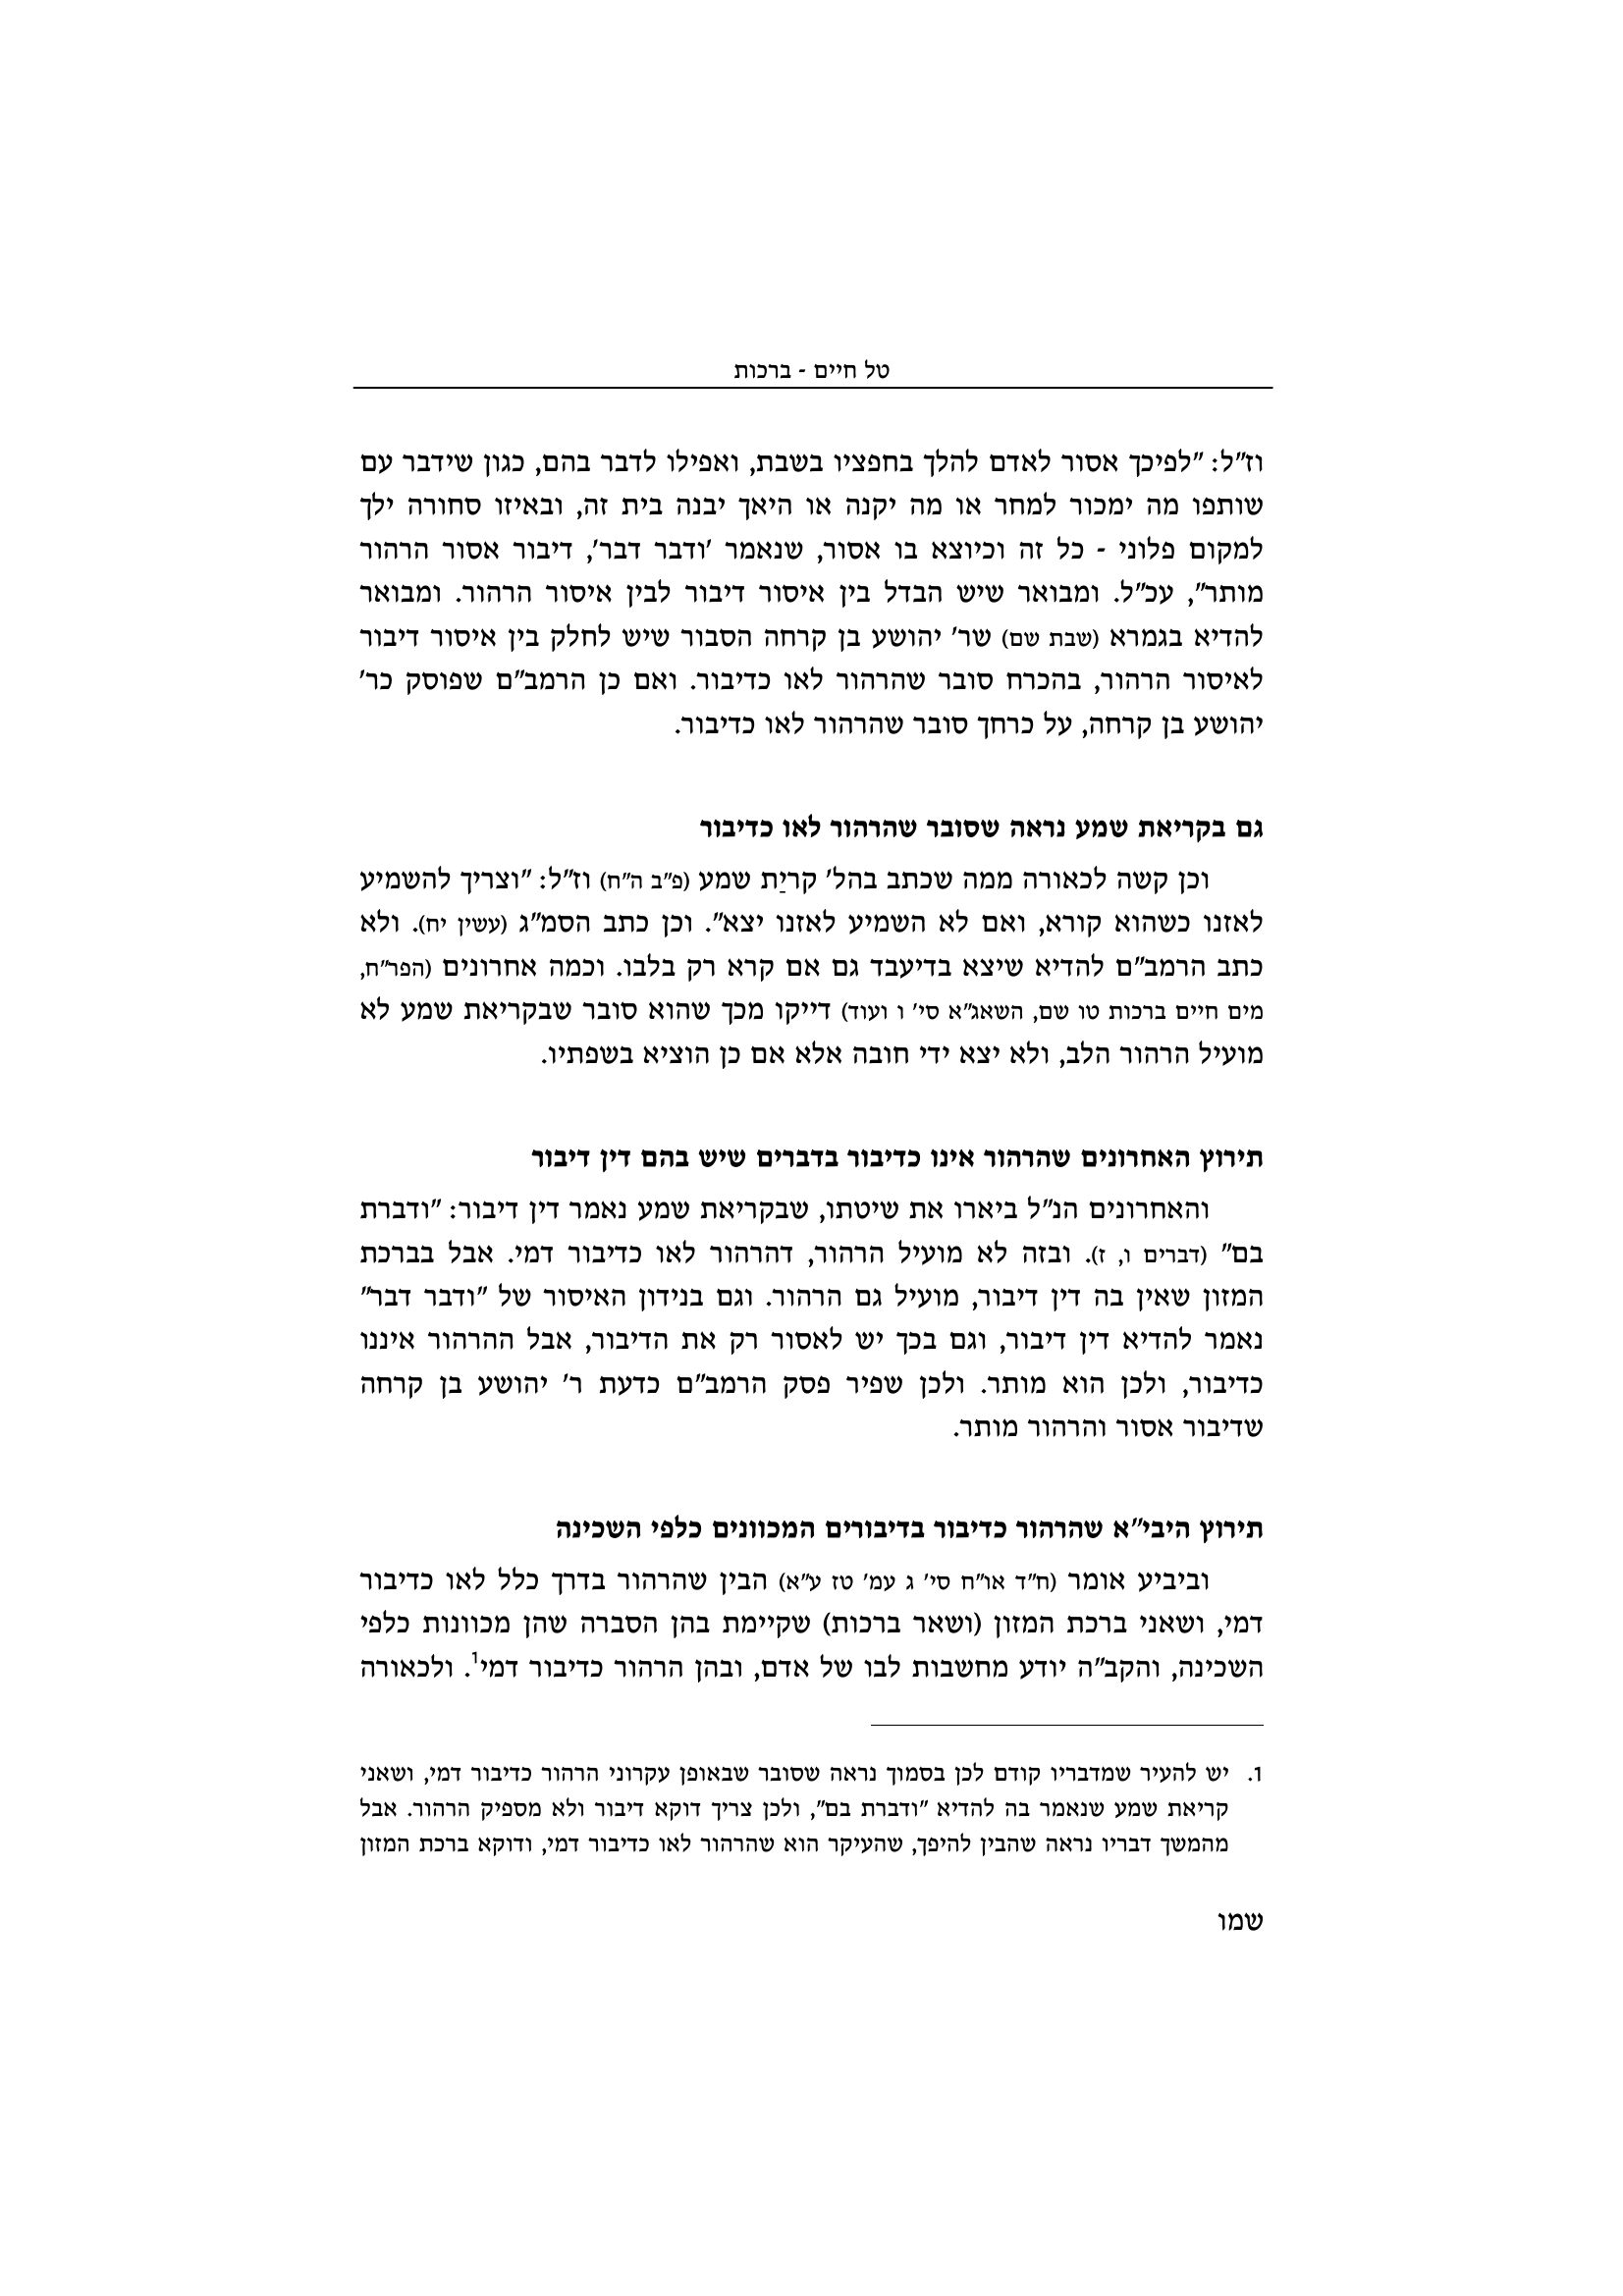 טל חיים - ברכות
וז"ל: "לפיכך אסור לאדם להלך בחפציו בשבת, ואפילו לדבר בהם, כגון שידבר עם
שותפו מה ימכור למחר או מה יקנה או היאך יבנה בית זה, ובאיזו סחורה ילך
למקום פלוני - כל זה וכיוצא בו אסור, שנאמר 'ודבר דבר', דיבור אסור הרהור
מותר", עכ"ל. ומבואר שיש הבדל בין איסור דיבור לבין איסור הרהור. ומבואר
להדיא בגמרא (שבת שם) שר' יהושע בן קרחה הסבור שיש לחלק בין איסור דיבור
לאיסור הרהור, בהכרח סובר שהרהור לאו כדיבור. ואם כן הרמב"ם שפוסק כר'
יהושע בן קרחה, על כרחך סובר שהרהור לאו כדיבור.
גם בקריאת שמע נראה שסובר שהרהור לאו כדיבור
וכן קשה לכאורה ממה שכתב בהל' קריַת שמע (פ"ב ה"ח) וז"ל: "וצריך להשמיע
לאזנו כשהוא קורא, ואם לא השמיע לאזנו יצא". וכן כתב הסמ"ג (עשין יח). ולא
כתב הרמב"ם להדיא שיצא בדיעבד גם אם קרא רק בלבו. וכמה אחרונים (הפר"ח,
מים חיים ברכות טו שם, השאג"א סי' ו ועוד) דייקו מכך שהוא סובר שבקריאת שמע לא
מועיל הרהור הלב, ולא יצא ידי חובה אלא אם כן הוציא בשפתיו.
תירוץ האחרונים שהרהור אינו כדיבור בדברים שיש בהם דין דיבור
והאחרונים הנ"ל ביארו את שיטתו, שבקריאת שמע נאמר דין דיבור: "ודברת
בם" (דברים ו, ז). ובזה לא מועיל הרהור, דהרהור לאו כדיבור דמי. אבל בברכת
המזון שאין בה דין דיבור, מועיל גם הרהור. וגם בנידון האיסור של "ודבר דבר"
נאמר להדיא דין דיבור, וגם בכך יש לאסור רק את הדיבור, אבל ההרהור איננו
כדיבור, ולכן הוא מותר. ולכן שפיר פסק הרמב"ם כדעת ר' יהושע בן קרחה
שדיבור אסור והרהור מותר.
תירוץ היבי"א שהרהור כדיבור בדיבורים המכוונים כלפי השכינה
וביביע אומר (ח"ד או"ח סי' ג עמ' טז ע"א) הבין שהרהור בדרך כלל לאו כדיבור
דמי, ושאני ברכת המזון (ושאר ברכות) שקיימת בהן הסברה שהן מכוונות כלפי
השכינה, והקב"ה יודע מחשבות לבו של אדם, ובהן הרהור כדיבור דמי1. ולכאורה
1. יש להעיר שמדבריו קודם לכן בסמוך נראה שסובר שבאופן עקרוני הרהור כדיבור דמי, ושאני
קריאת שמע שנאמר בה להדיא "ודברת בם", ולכן צריך דוקא דיבור ולא מספיק הרהור. אבל
מהמשך דבריו נראה שהבין להיפך, שהעיקר הוא שהרהור לאו כדיבור דמי, ודוקא ברכת המזון
שמו